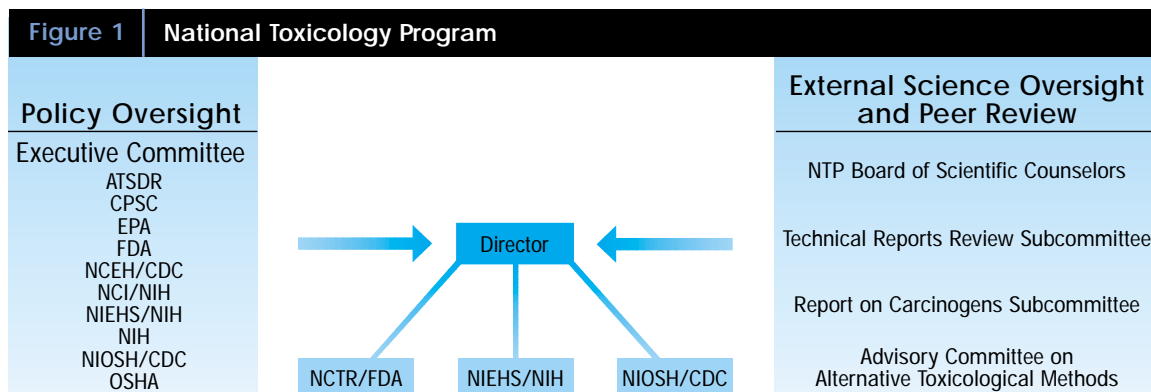 Figure 1
National Toxicology Program
Policy Oversight
Executive Committee
ATSDR
CPSC
EPA
FDA
NCEH/CDC
NCI/NIH
NIEHS/NIH
NIH
NIOSH/CDC
OSHA
Director
NCTR/FDA
NIEHS/NIH
NIOSH/CDC
External Science Oversight
and Peer Review
NTP Board of Scientific Counselors
Technical Reports Review Subcommittee
Report on Carcinogens Subcommittee
Advisory Committee on
Alternative Toxicological Methods